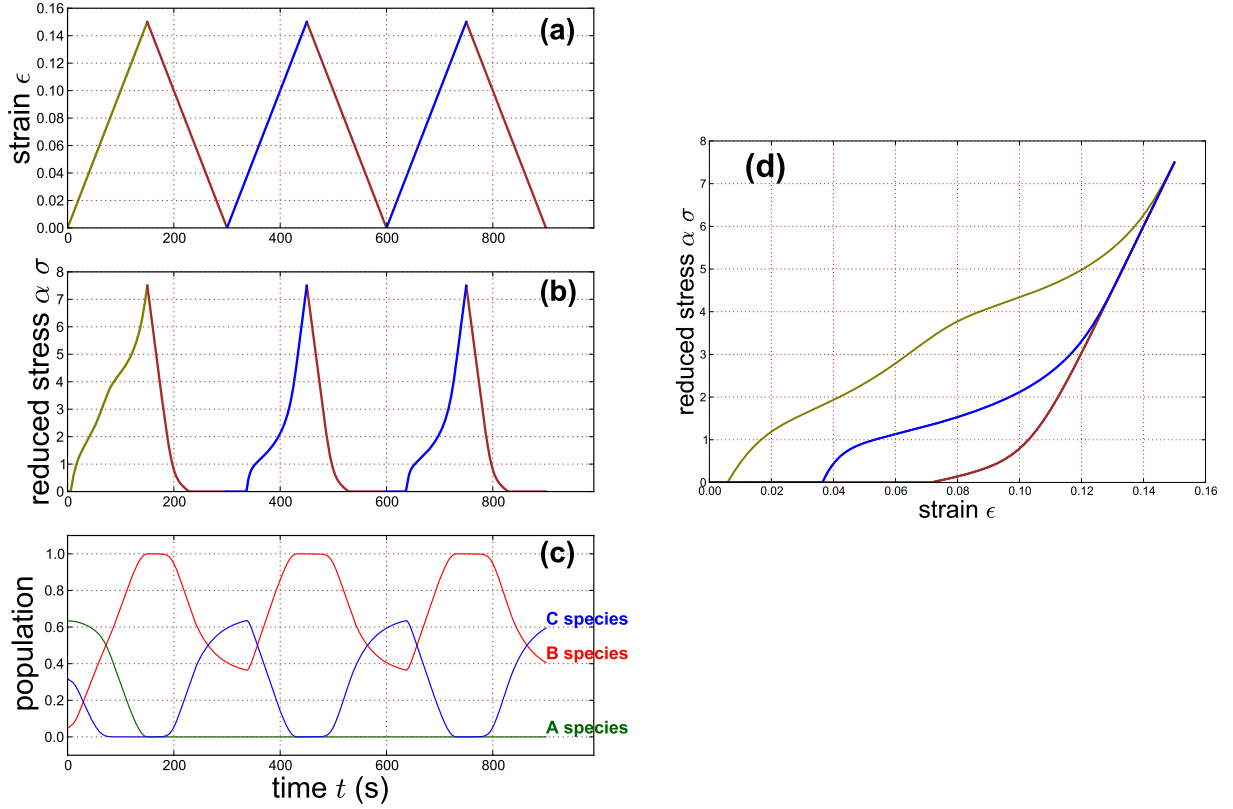 0.16
0.14
0.12
0.10
0.08
0.06
0.04
0.02
0.00
strain ϵ
(a)
0 200 400 600 800
8
7
6
5
4
3
2
1
0
reduced stress α σ
(b)
0 200 400 600 800
1.0
0.8
0.6
0.4
0.2
0.0
population
(c)
C species
B species
A species
0 200 400 600 800
time t (s)
8
7
6
5
4
3
2
1
0
reduced stress α σ
(d)
0.00 0.02 0.04 0.06 0.08 0.10 0.12 0.14 0.16
strain ϵ